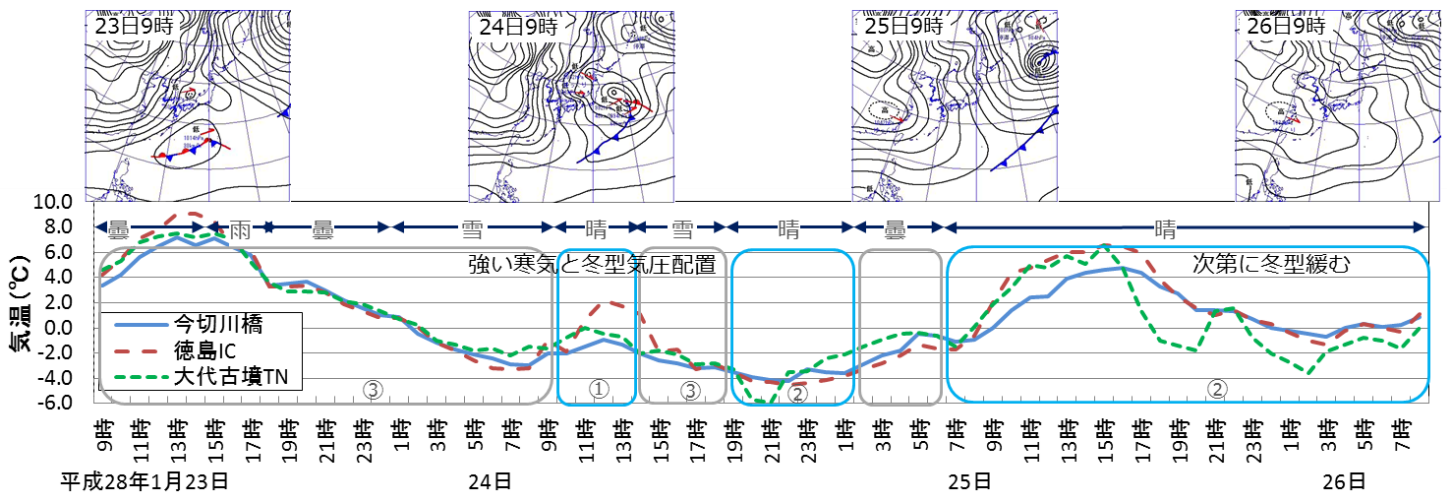 23日9時
24日9時
25日9時
26日9時
10.0
8.0
6.0
4.0
2.0
0.0
-2.0
-4.0
-6.0
気温(℃)
曇 雨 曇 雪 晴 雪 晴 曇 晴
強い寒気と冬型気圧配置
次第に冬型緩む
今切川橋
徳島IC
大代古墳TN
③ ① ③ ② ②
9時 11時 13時 15時 17時 19時 21時 23時 1時 3時 5時 7時 9時 11時 13時 15時 17時 19時 21時 23時 1時 3時 5時 7時 9時 11時 13時 15時 17時 19時 21時 23時 1時 3時 5時 7時
平成28年1月23日 24日 25日 26日